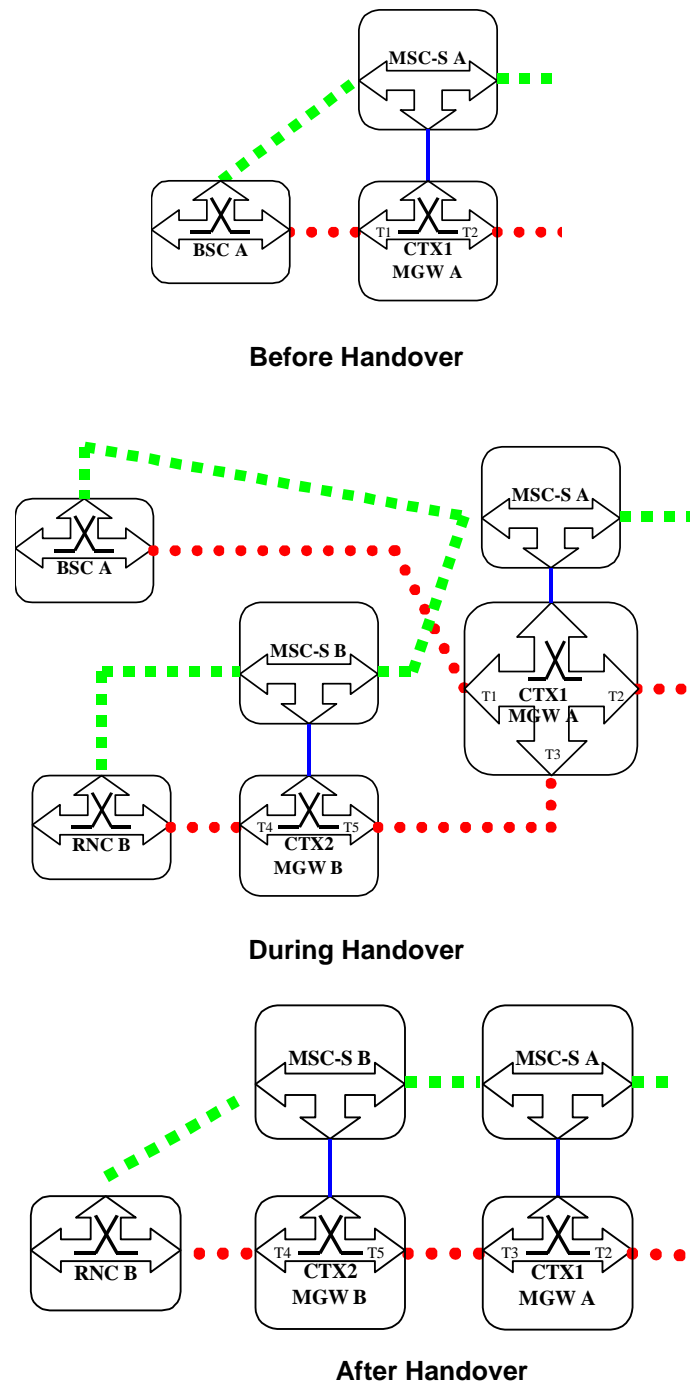 MSC-S A
BSC A
T1
T2
CTX1
MGW A
Before Handover
MSC-S A
BSC A
MSC-S B
T1
CTX1
T2
MGW A
T3
RNC B
T4
T5
CTX2
MGW B
During Handover
MSC-S B
MSC-S A
RNC B
T4
T5
CTX2
MGW B
T3
T2
CTX1
MGW A
After Handover